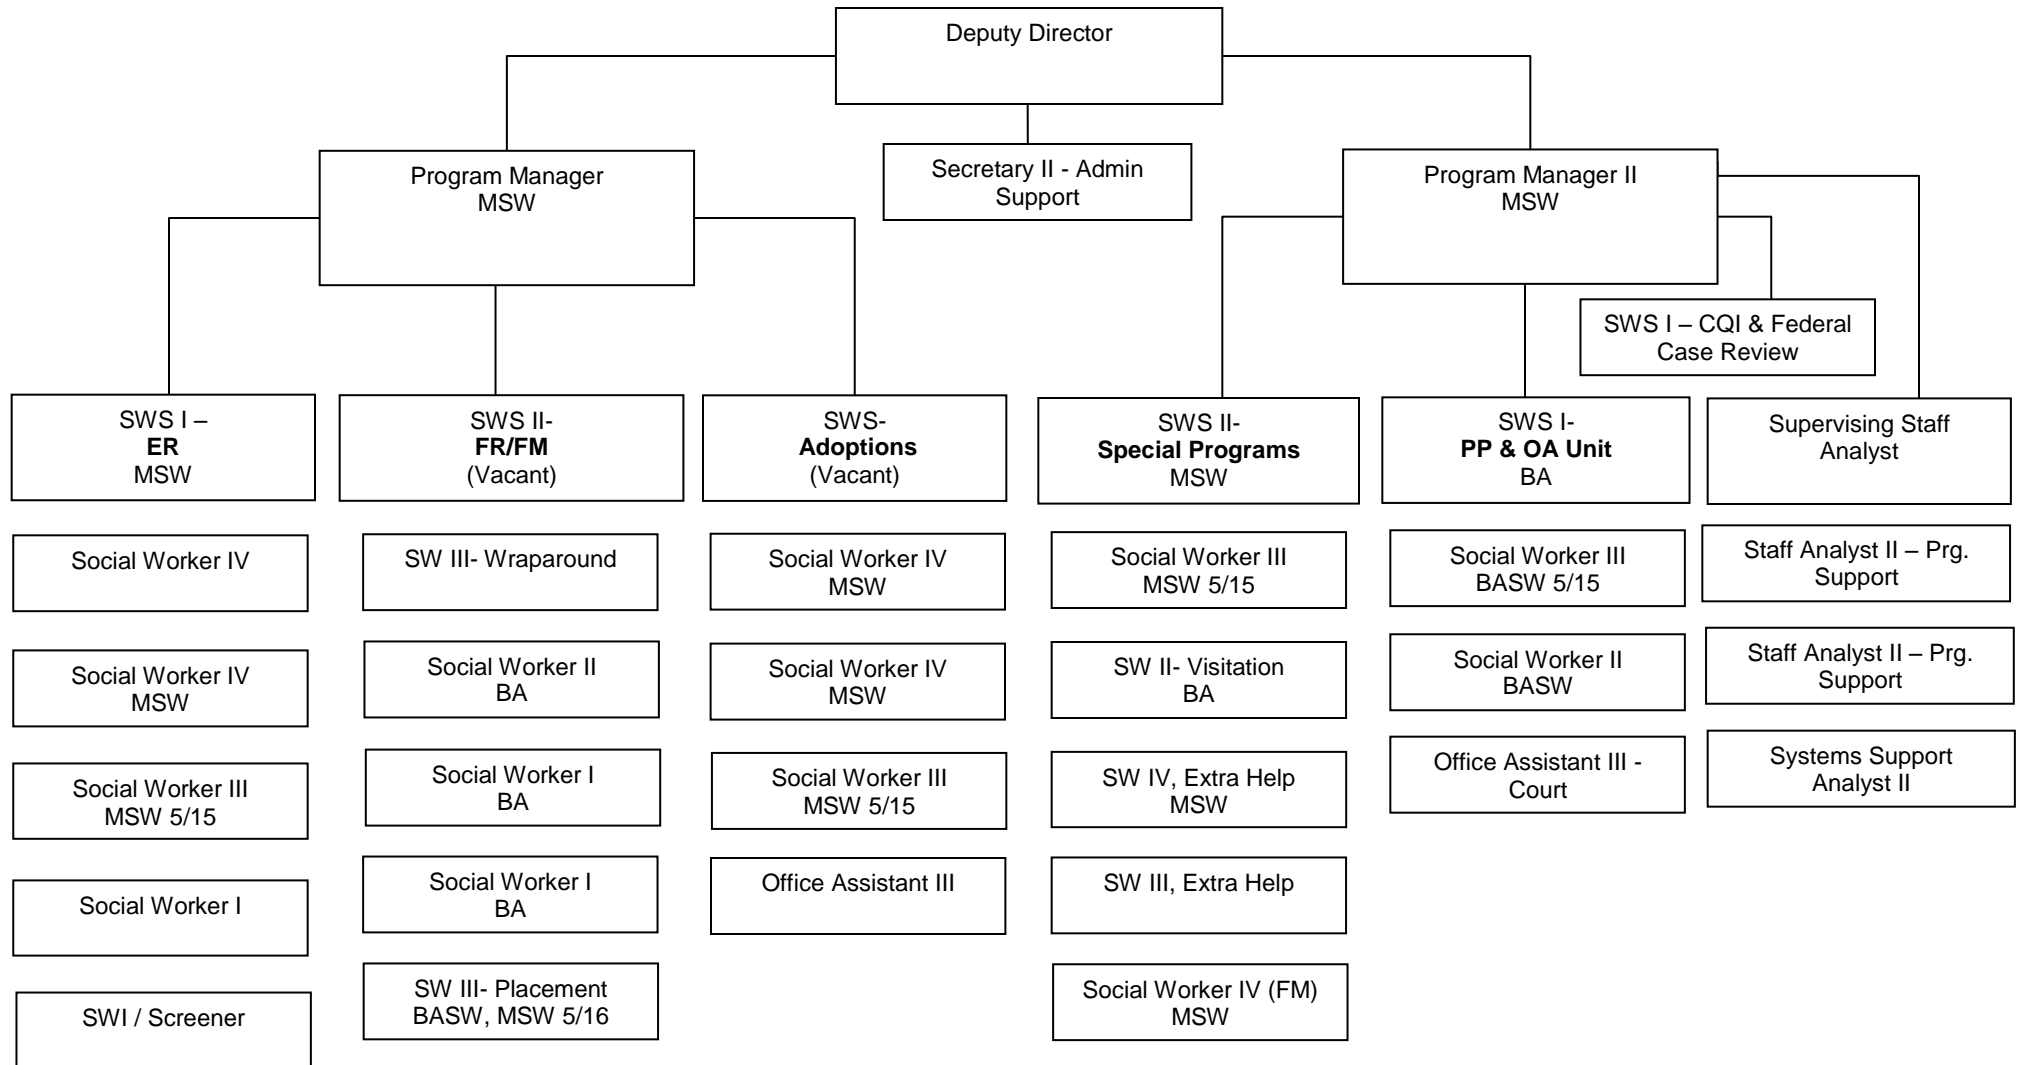 Deputy Director
Program Manager
MSW
Secretary II - Admin
Support
Program Manager II
MSW
SWS I – CQI & Federal
Case Review
SWS I –
ER
MSW
SWS II-
FR/FM
(Vacant)
SWS-
Adoptions
(Vacant)
SWS II-
Special Programs
MSW
SWS I-
PP & OA Unit
BA
Supervising Staff
Analyst
Social Worker IV
Social Worker IV
MSW
Social Worker III
MSW 5/15
Social Worker I
SWI / Screener
SW III- Wraparound
Social Worker II
BA
Social Worker I
BA
Social Worker I
BA
SW III- Placement
BASW, MSW 5/16
Social Worker IV
MSW
Social Worker IV
MSW
Social Worker III
MSW 5/15
Office Assistant III
Social Worker III
MSW 5/15
SW II- Visitation
BA
SW IV, Extra Help
MSW
SW III, Extra Help
Social Worker IV (FM)
MSW
Social Worker III
BASW 5/15
Social Worker II
BASW
Office Assistant III -
Court
Staff Analyst II – Prg.
Support
Staff Analyst II – Prg.
Support
Systems Support
Analyst II